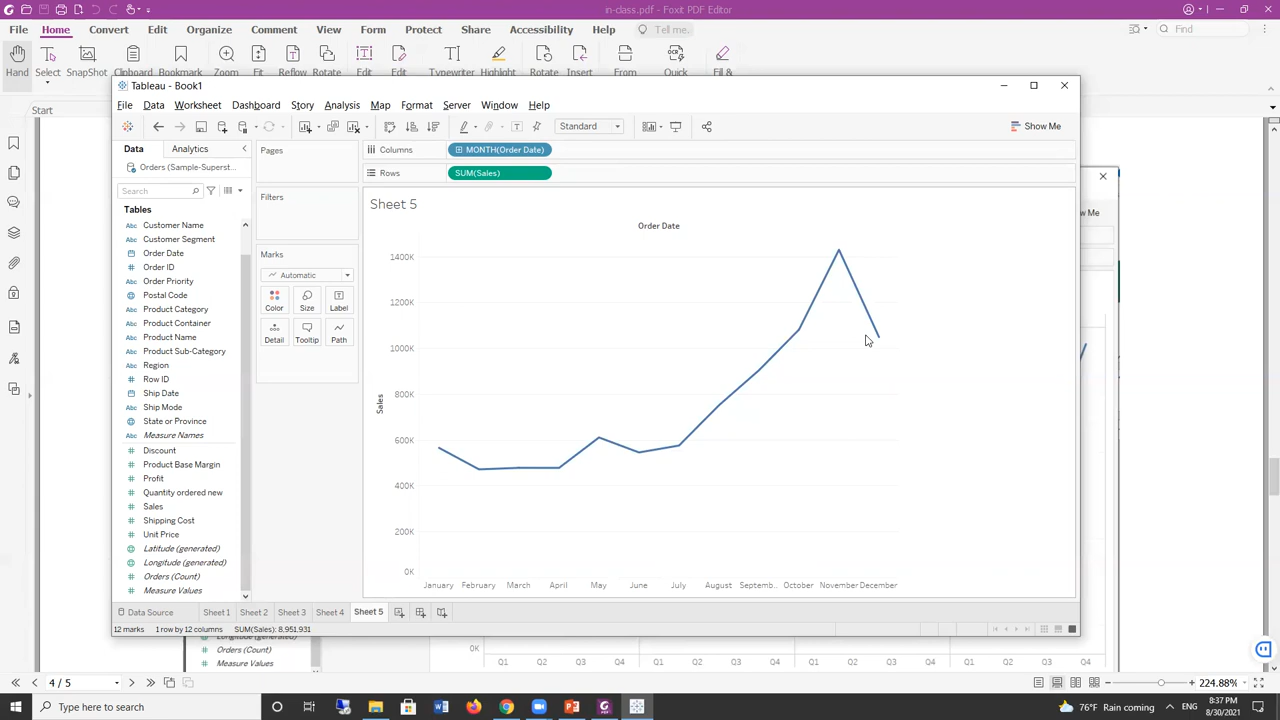 in-class.pdf - Foxit PDF Editor
File Home Convert Edit Organize Comment View Form Protect Share Accessibility Help Tell me. Find
Hand Select SnapShot Clipboard Bookmark Zoom Fit Reflow Rotate Edit Edit Typewriter Highlight Rotate Insert From Quick Fill &
Start
Tableau - Book1
File Data Worksheet Dashboard Story Analysis Map Format Server Window Help
Standard Show Me
Data Analytics
Pages
Columns MONTH(Order Date)
Orders (Sample-Superst...
Rows SUM(Sales)
Search
Filters
Tables
Sheet 5
Me
Customer Name
Customer Segment
Order Date
Order ID
Order Priority
Postal Code
Product Category
Product Container
Product Name
Product Sub-Category
Region
Row ID
Ship Date
Ship Mode
State or Province
Measure Names
Discount
Product Base Margin
Profit
Quantity ordered new
Sales
Shipping Cost
Unit Price
Latitude (generated)
Longitude (generated)
Orders (Count)
Measure Values
Marks
Automatic
Color Size Label
Detail Tooltip Path
Order Date
Sales
1400K
1200K
1000K
800K
600K
400K
200K
0K
January February March April May June July August Septemb.. October November December
Data Source Sheet 1 Sheet 2 Sheet 3 Sheet 4 Sheet 5
12 marks 1 row by 12 columns SUM(Sales): 8,951,931
Longitude (generated)
Orders (Count)
Measure Values
0K
Q1 Q2 Q3 Q4 Q1 Q2 Q3 Q4 Q1 Q2 Q3 Q4 Q1 Q2 Q3 Q4
4 / 5 224.88%
Type here to search
76°F Raining coming
8:37 PM
8/30/2021